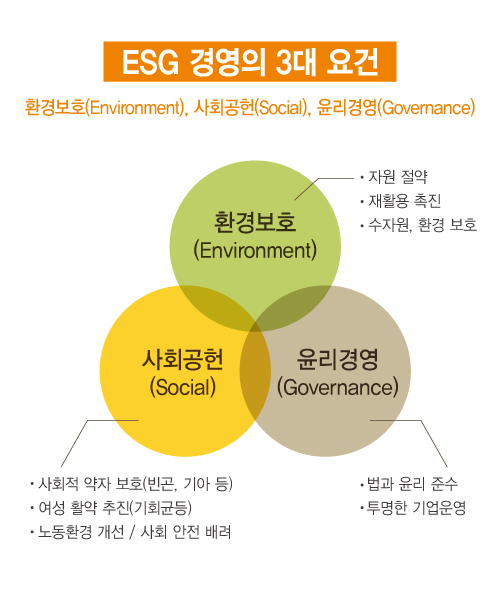 ESG 경영의 3대 요건
환경보호(Environment), 사회공헌(Social), 윤리경영(Governance)
· 자원 절약
· 재활용 촉진
· 수자원, 환경 보호
환경보호
(Environment)
사회공헌
(Social)
윤리경영
(Governance)
· 사회적 약자 보호(빈곤, 기아 등)
· 여성 활약 추진(기회균등)
· 노동환경 개선 / 사회 안전 배려
· 법과 윤리 준수
· 투명한 기업운영